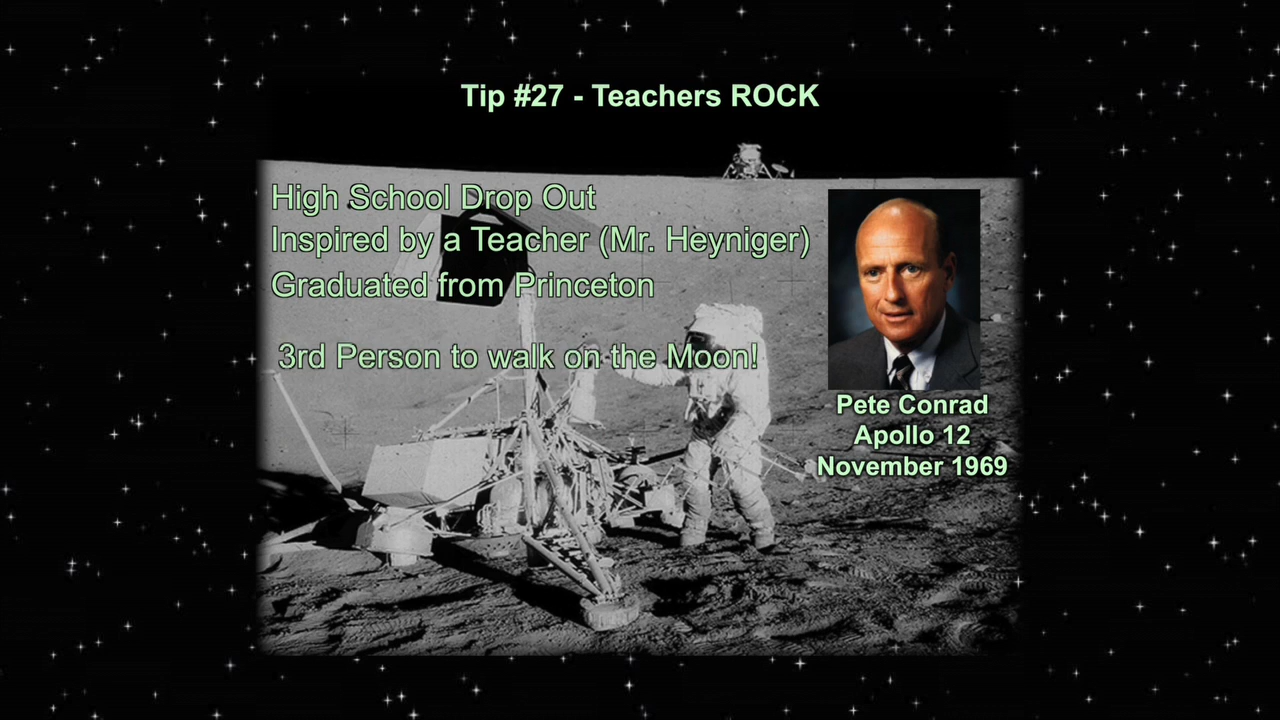 Tip #27 - Teachers ROCK
High School Drop Out
Inspired by a Teacher (Mr. Heyniger)
Graduated from Princeton
3rd Person to walk on the Moon!
Pete Conrad
Apollo 12
November 1969